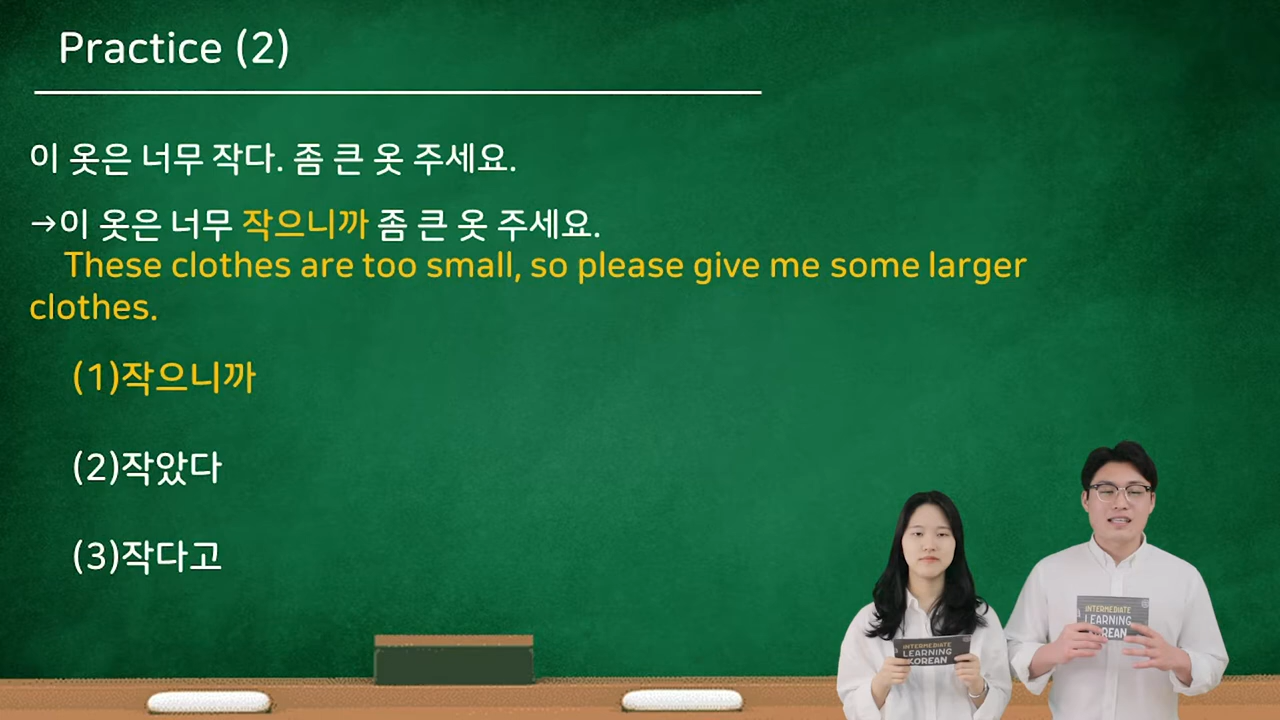 Practice (2)
이 옷은 너무 작다. 좀 큰 옷 주세요.
→이 옷은 너무 작으니까 좀 큰 옷 주세요.
These clothes are too small, so please give me some larger
clothes.
(1)작으니까
(2)작았다
(3)작다고
INTERMEDIATE
LEARNING
KOREAN
INTERMEDIATE
LEARNING
KOREAN